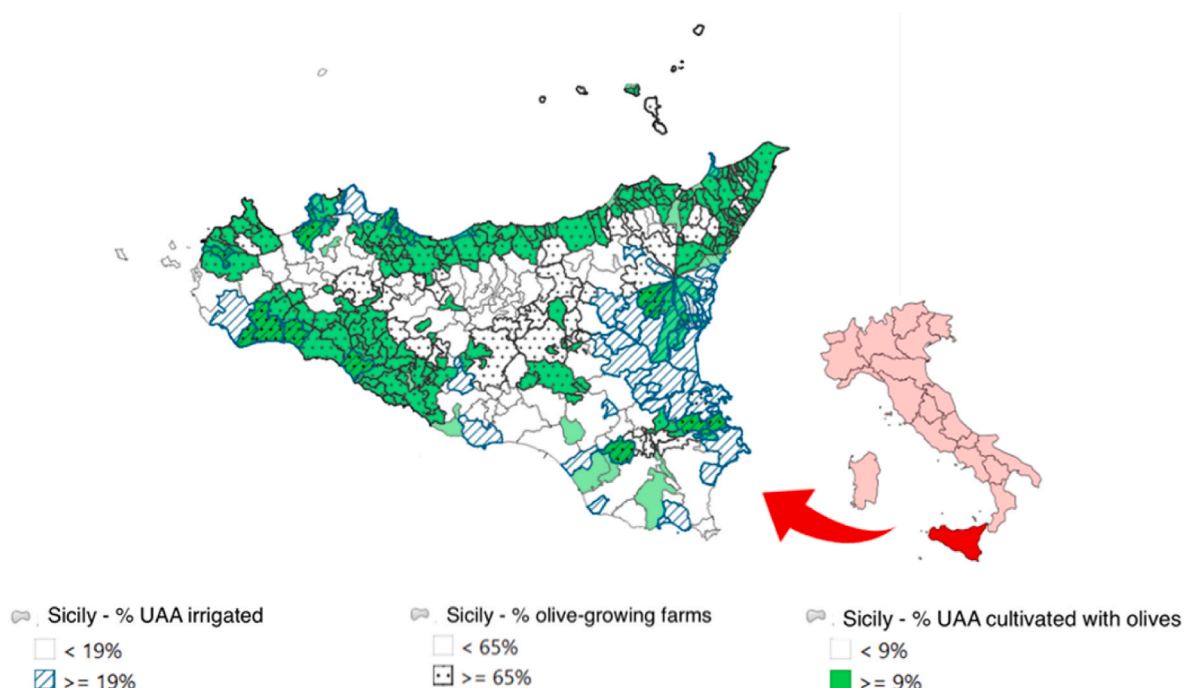 Sicily - % UAA irrigated
< 19%
>= 19%
Sicily - % olive-growing farms
< 65%
>= 65%
Sicily - % UAA cultivated with olives
< 9%
>= 9%